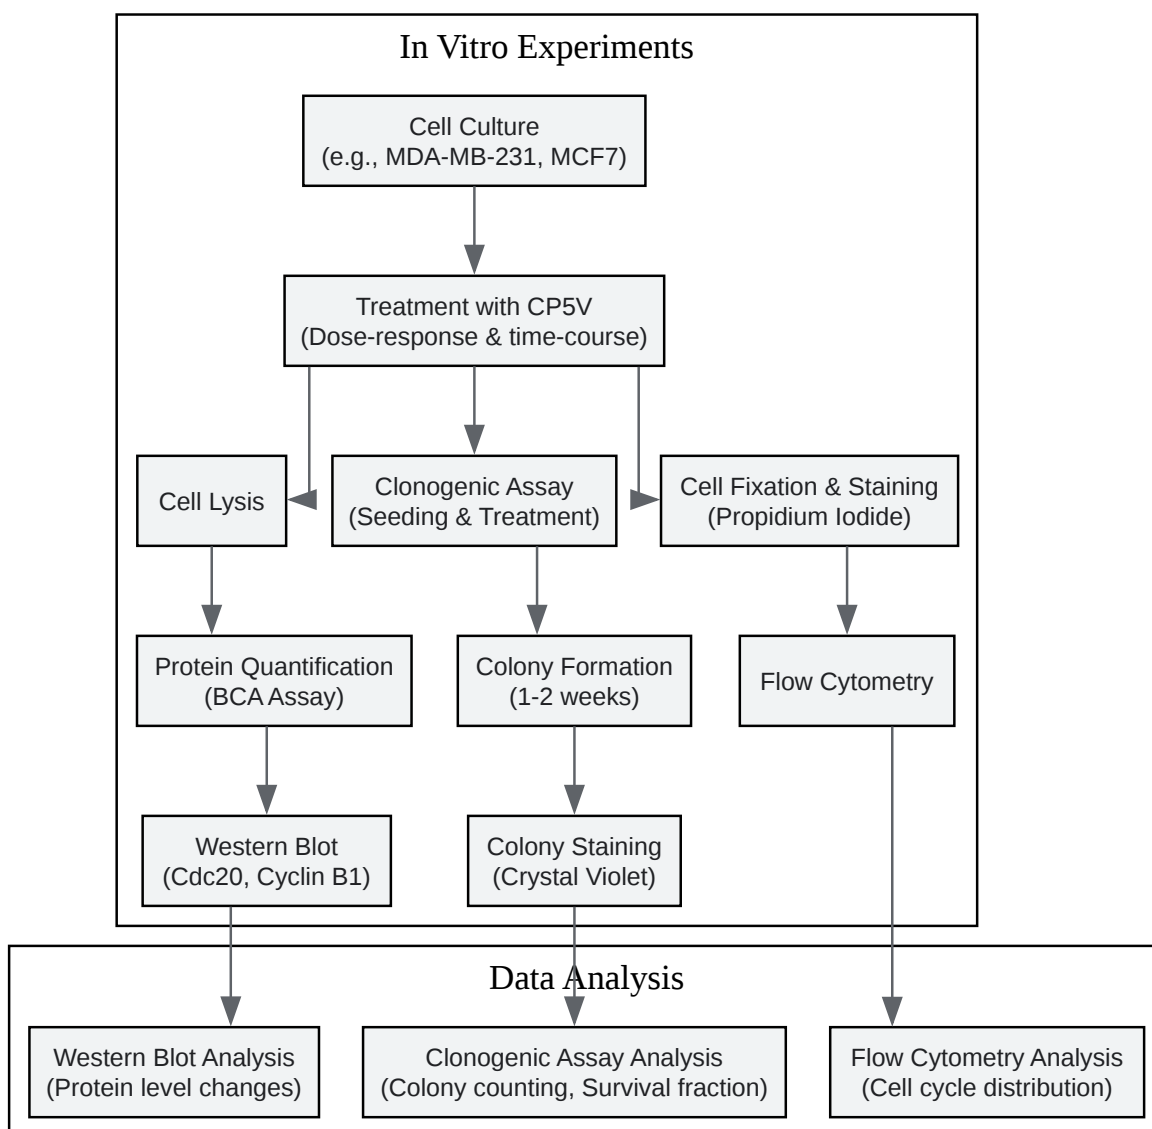 In Vitro Experiments
Cell Culture
(e.g., MDA-MB-231, MCF7)
Treatment with CP5V
(Dose-response & time-course)
Cell Lysis
Clonogenic Assay
(Seeding & Treatment)
Cell Fixation & Staining
(Propidium Iodide)
Protein Quantification
(BCA Assay)
Colony Formation
(1-2 weeks)
Flow Cytometry
Western Blot
(Cdc20, Cyclin B1)
Colony Staining
(Crystal Violet)
Data Analysis
Western Blot Analysis
(Protein level changes)
Clonogenic Assay Analysis
(Colony counting, Survival fraction)
Flow Cytometry Analysis
(Cell cycle distribution)